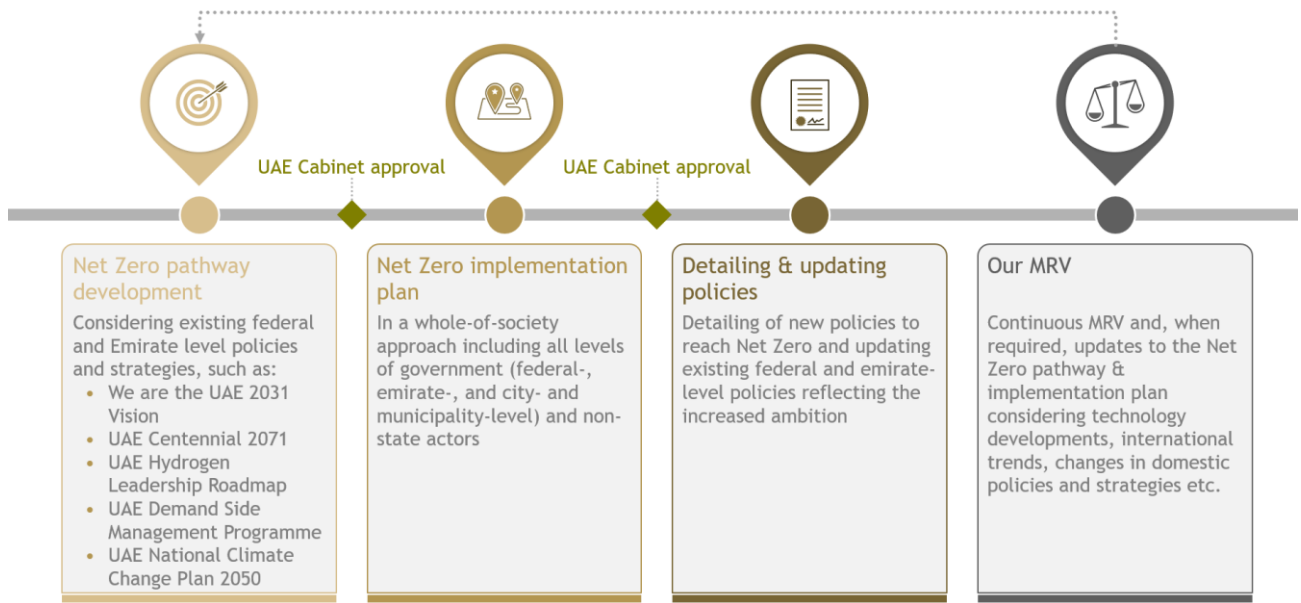 UAE Cabinet approval
UAE Cabinet approval
Net Zero pathway
development
Considering existing federal
and Emirate level policies
and strategies, such as:
• We are the UAE 2031
Vision
• UAE Centennial 2071
• UAE Hydrogen
Leadership Roadmap
• UAE Demand Side
Management Programme
• UAE National Climate
Change Plan 2050
Net Zero implementation
plan
In a whole-of-society
approach including all levels
of government (federal-,
emirate-, and city- and
municipality-level) and non-
state actors
Detailing & updating
policies
Detailing of new policies to
reach Net Zero and updating
existing federal and emirate-
level policies reflecting the
increased ambition
Our MRV
Continuous MRV and, when
required, updates to the Net
Zero pathway &
implementation plan
considering technology
developments, international
trends, changes in domestic
policies and strategies etc.